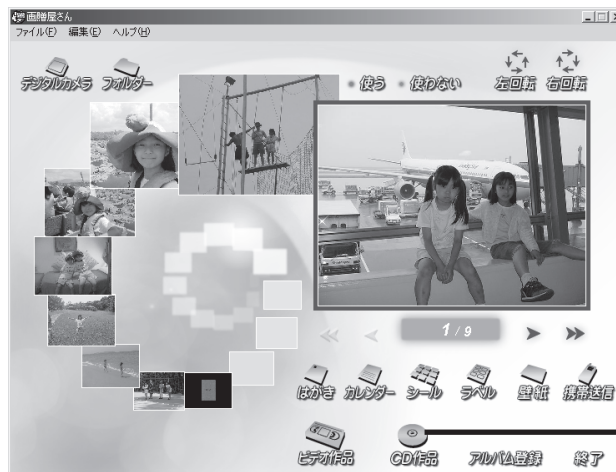 画贈屋さん
ファイル(F) 編集(E) ヘルプ(H)
デジタルカメラ フォルダー ・使う ・使わない 左回転 右回転
1 / 9
はがき カレンダー シール ラベル 壁紙 携帯送信
ビデオ作品 CD作品 アルバム登録 終了